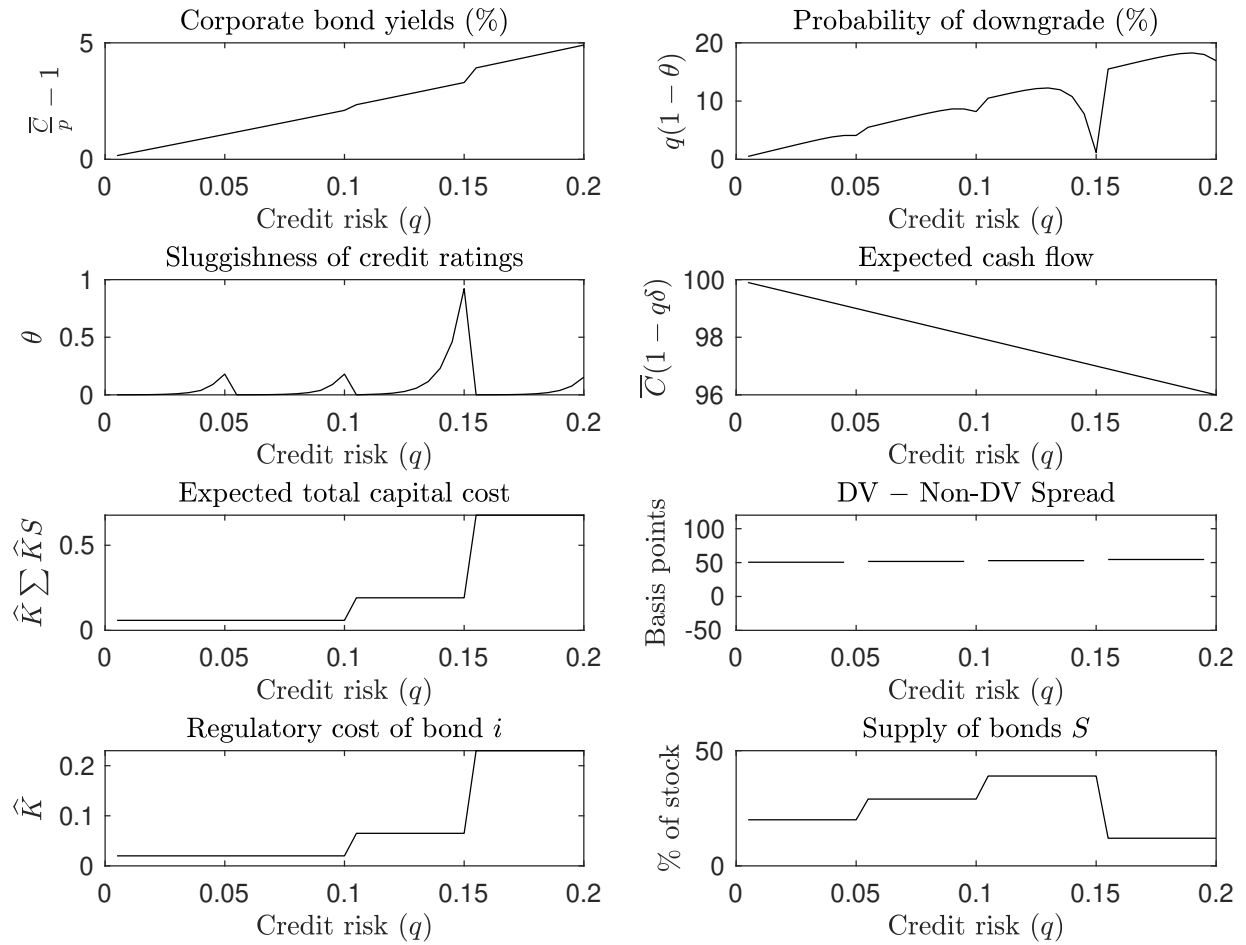 Corporate bond yields (%)
C̅/p − 1
5
0
0 0.05 0.1 0.15 0.2
Credit risk (q)
Probability of downgrade (%)
q(1 − θ)
20
10
0
0 0.05 0.1 0.15 0.2
Credit risk (q)
Sluggishness of credit ratings
θ
1
0.5
0
0 0.05 0.1 0.15 0.2
Credit risk (q)
Expected cash flow
C̅(1 − qδ)
100
98
96
0 0.05 0.1 0.15 0.2
Credit risk (q)
Expected total capital cost
K̂ ∑ K̂S
0.5
0
0 0.05 0.1 0.15 0.2
Credit risk (q)
DV − Non-DV Spread
Basis points
100
50
0
-50
0 0.05 0.1 0.15 0.2
Credit risk (q)
Regulatory cost of bond i
K̂
0.2
0.1
0
0 0.05 0.1 0.15 0.2
Credit risk (q)
Supply of bonds S
% of stock
50
0
0 0.05 0.1 0.15 0.2
Credit risk (q)